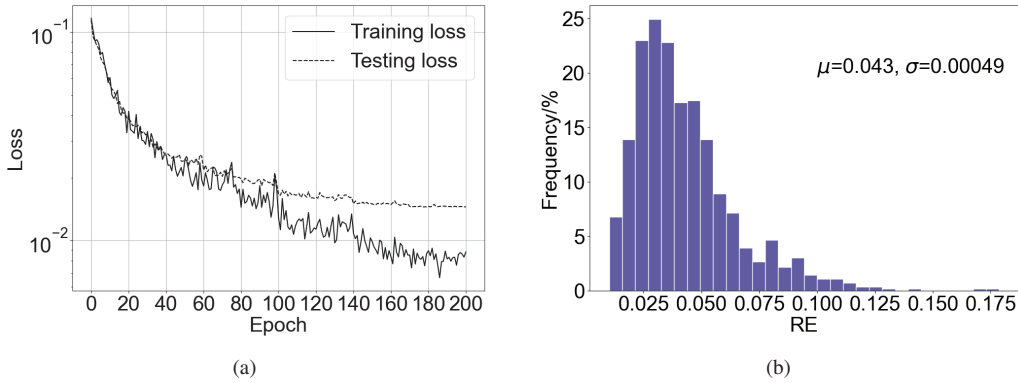 10⁻¹
10⁻²
Loss
Training loss
Testing loss
0 20 40 60 80 100 120 140 160 180 200
Epoch
(a)
25
20
15
10
5
0
Frequency/%
μ=0.043, σ=0.00049
0.025 0.050 0.075 0.100 0.125 0.150 0.175
RE
(b)